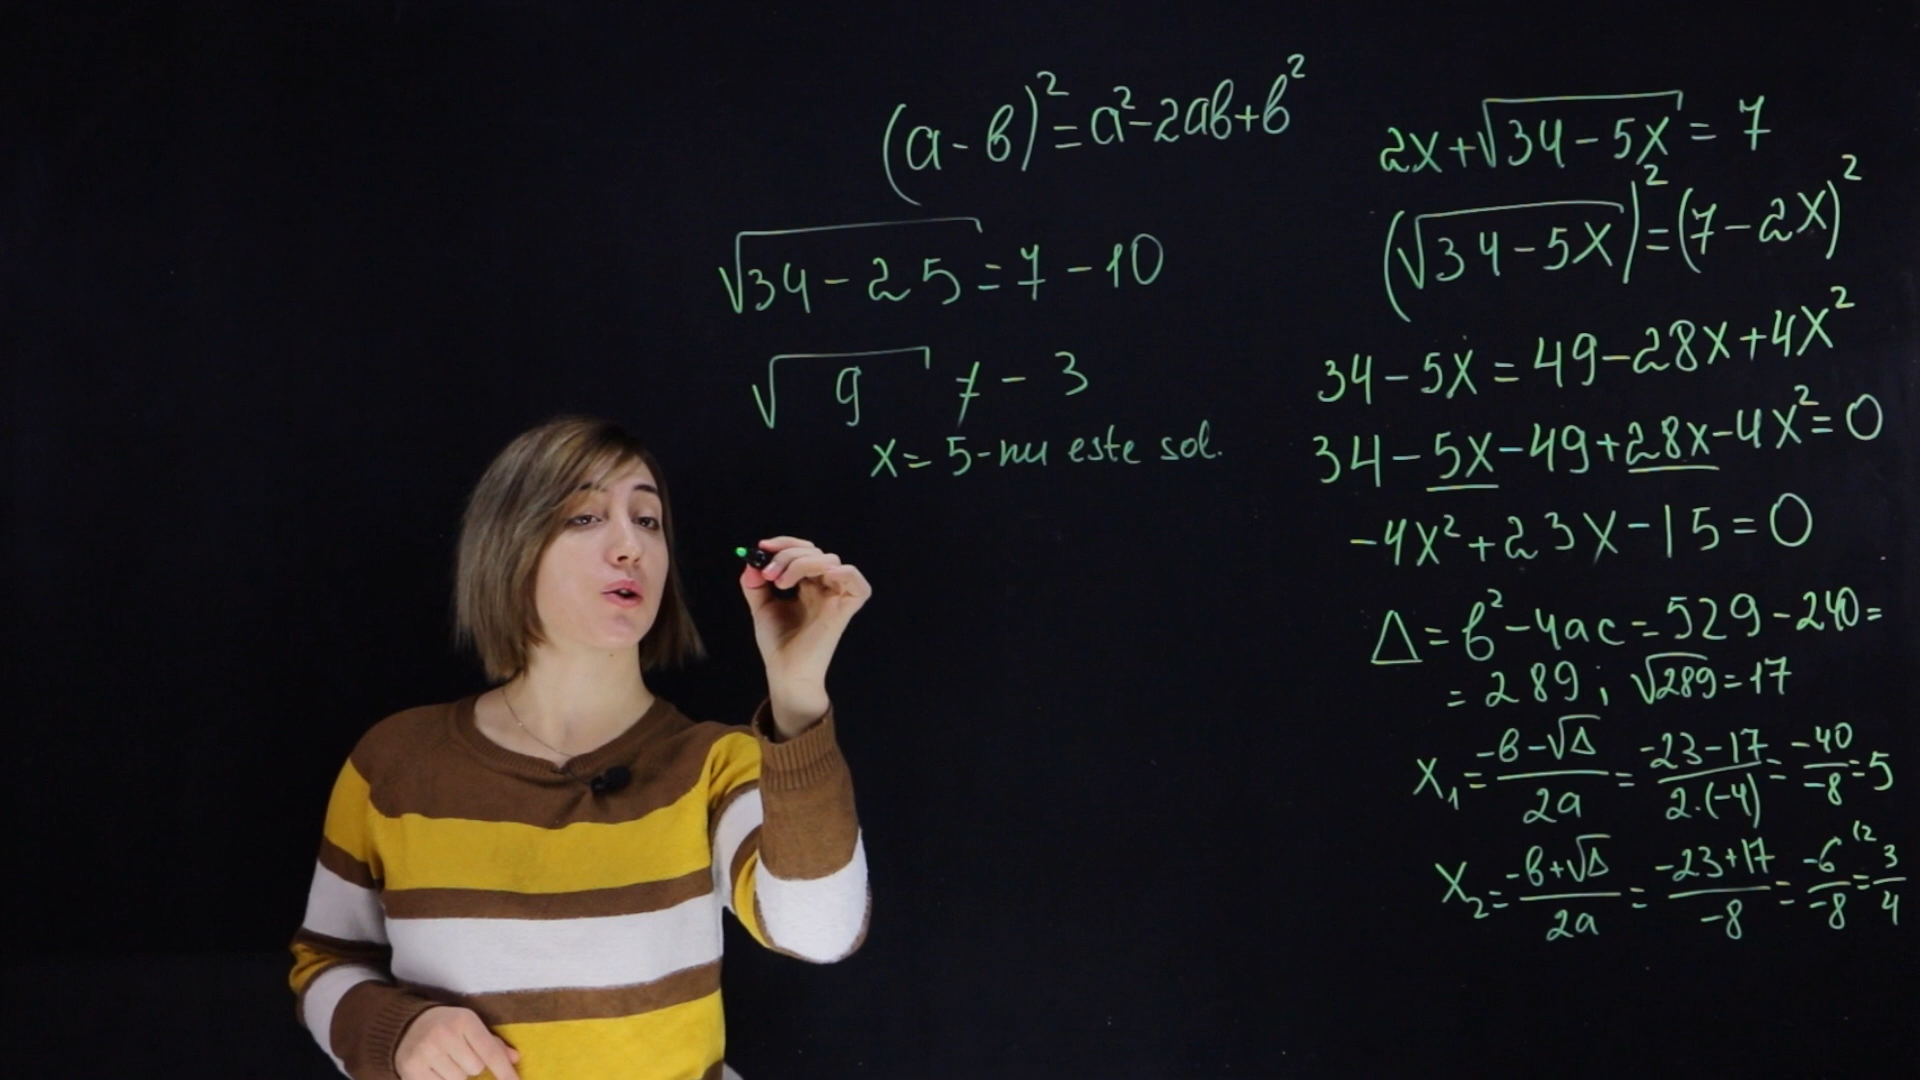 (a-b)²=a²-2ab+b²
√34-25=7-10
√9 ≠-3
x=5-nu este sol.
2x+√34-5x=7
(√34-5x)²=(7-2x)²
34-5x=49-28x+4x²
34-5x-49+28x-4x²=0
-4x²+23x-15=0
Δ=b²-4ac=529-240=
=289; √289=17
x₁=-b-√Δ/2a=-23-17/2·(-4)=-40/-8=5
x₂=-b+√Δ/2a=-23+17/-8=-6/-8⁽²=3/4